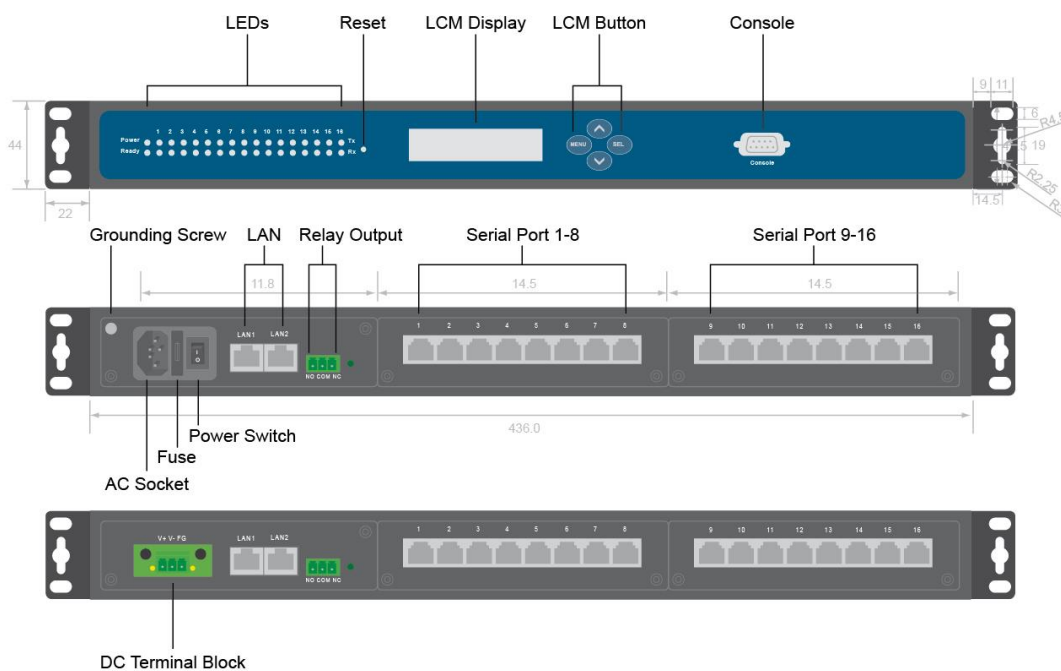 LEDs Reset LCM Display LCM Button Console
9 11
6
R4.
44
1 2 3 4 5 6 7 8 9 10 11 12 13 14 15 16
Power Tx
Ready Rx
MENU SEL
Console
5 19
R2.25
R.
22
14.5
Grounding Screw LAN Relay Output Serial Port 1-8 Serial Port 9-16
11.8 14.5 14.5
1 2 3 4 5 6 7 8 9 10 11 12 13 14 15 16
LAN1 LAN2
NO COM NC
436.0
Power Switch
Fuse
AC Socket
1 2 3 4 5 6 7 8 9 10 11 12 13 14 15 16
V+ V- FG LAN1 LAN2
NO COM NC
DC Terminal Block